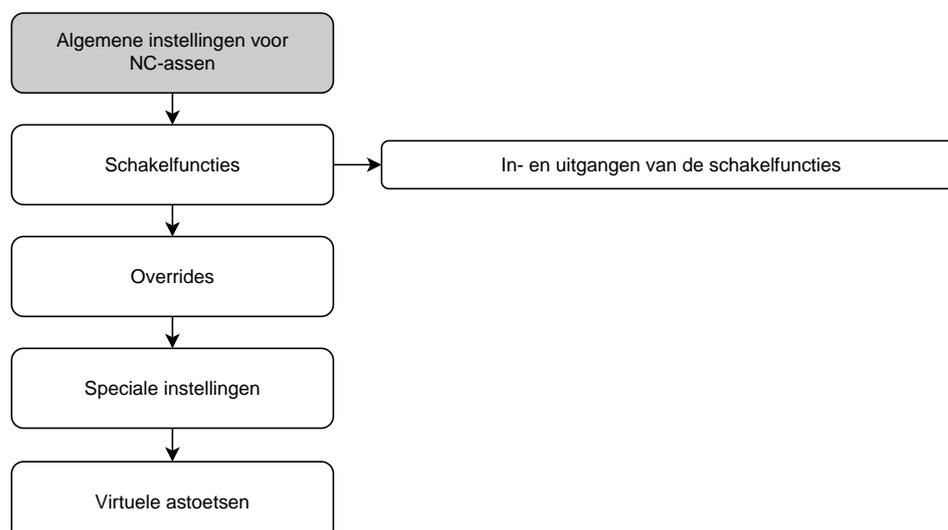 Algemene instellingen voor
NC-assen
Schakelfuncties
In- en uitgangen van de schakelfuncties
Overrides
Speciale instellingen
Virtuele astoetsen